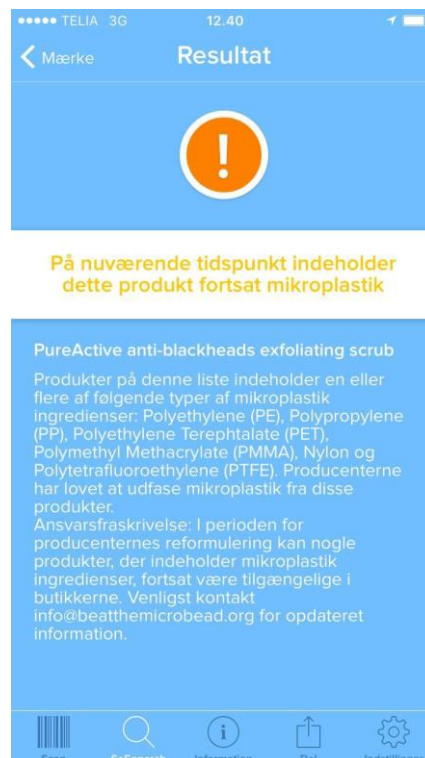 TELIA 3G 12.40
Mærke Resultat
!
På nuværende tidspunkt indeholder
dette produkt fortsat mikroplastik
PureActive anti-blackheads exfoliating scrub
Produkter på denne liste indeholder en eller
flere af følgende typer af mikroplastik
ingredienser: Polyethylene (PE), Polypropylene
(PP), Polyethylene Terephtalate (PET),
Polymethyl Methacrylate (PMMA), Nylon og
Polytetrafluoroethylene (PTFE). Producenterne
har lovet at udfase mikroplastik fra disse
produkter.
Ansvarsfraskrivelse: I perioden for
producenternes reformulering kan nogle
produkter, der indeholder mikroplastik
ingredienser, fortsat være tilgængelige i
butikkerne. Venligst kontakt
info@beatthemicrobead.org for opdateret
information.